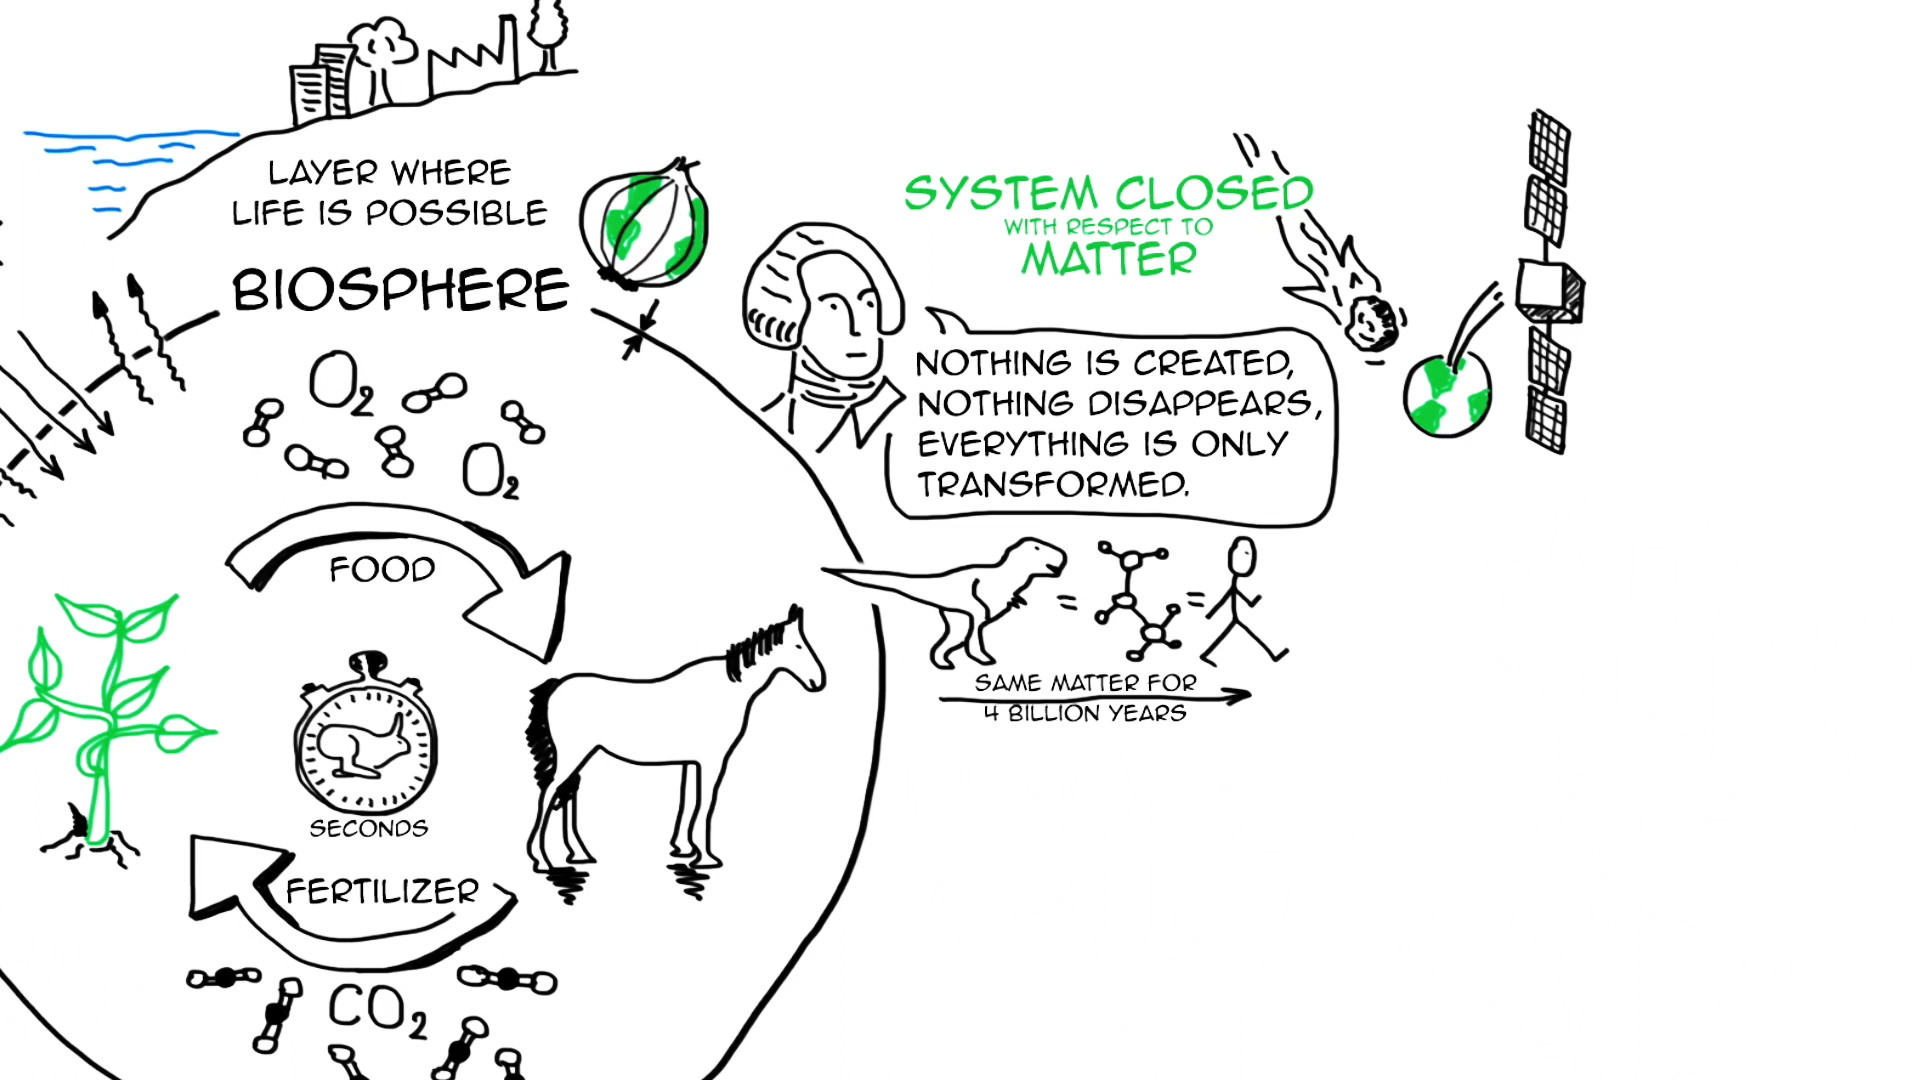 LAYER WHERE
LIFE IS POSSIBLE
BIOSPHERE
SYSTEM CLOSED
WITH RESPECT TO
MATTER
NOTHING IS CREATED,
NOTHING DISAPPEARS,
EVERYTHING IS ONLY
TRANSFORMED.
O2
O2
FOOD
SECONDS
FERTILIZER
CO2
= =
SAME MATTER FOR
4 BILLION YEARS